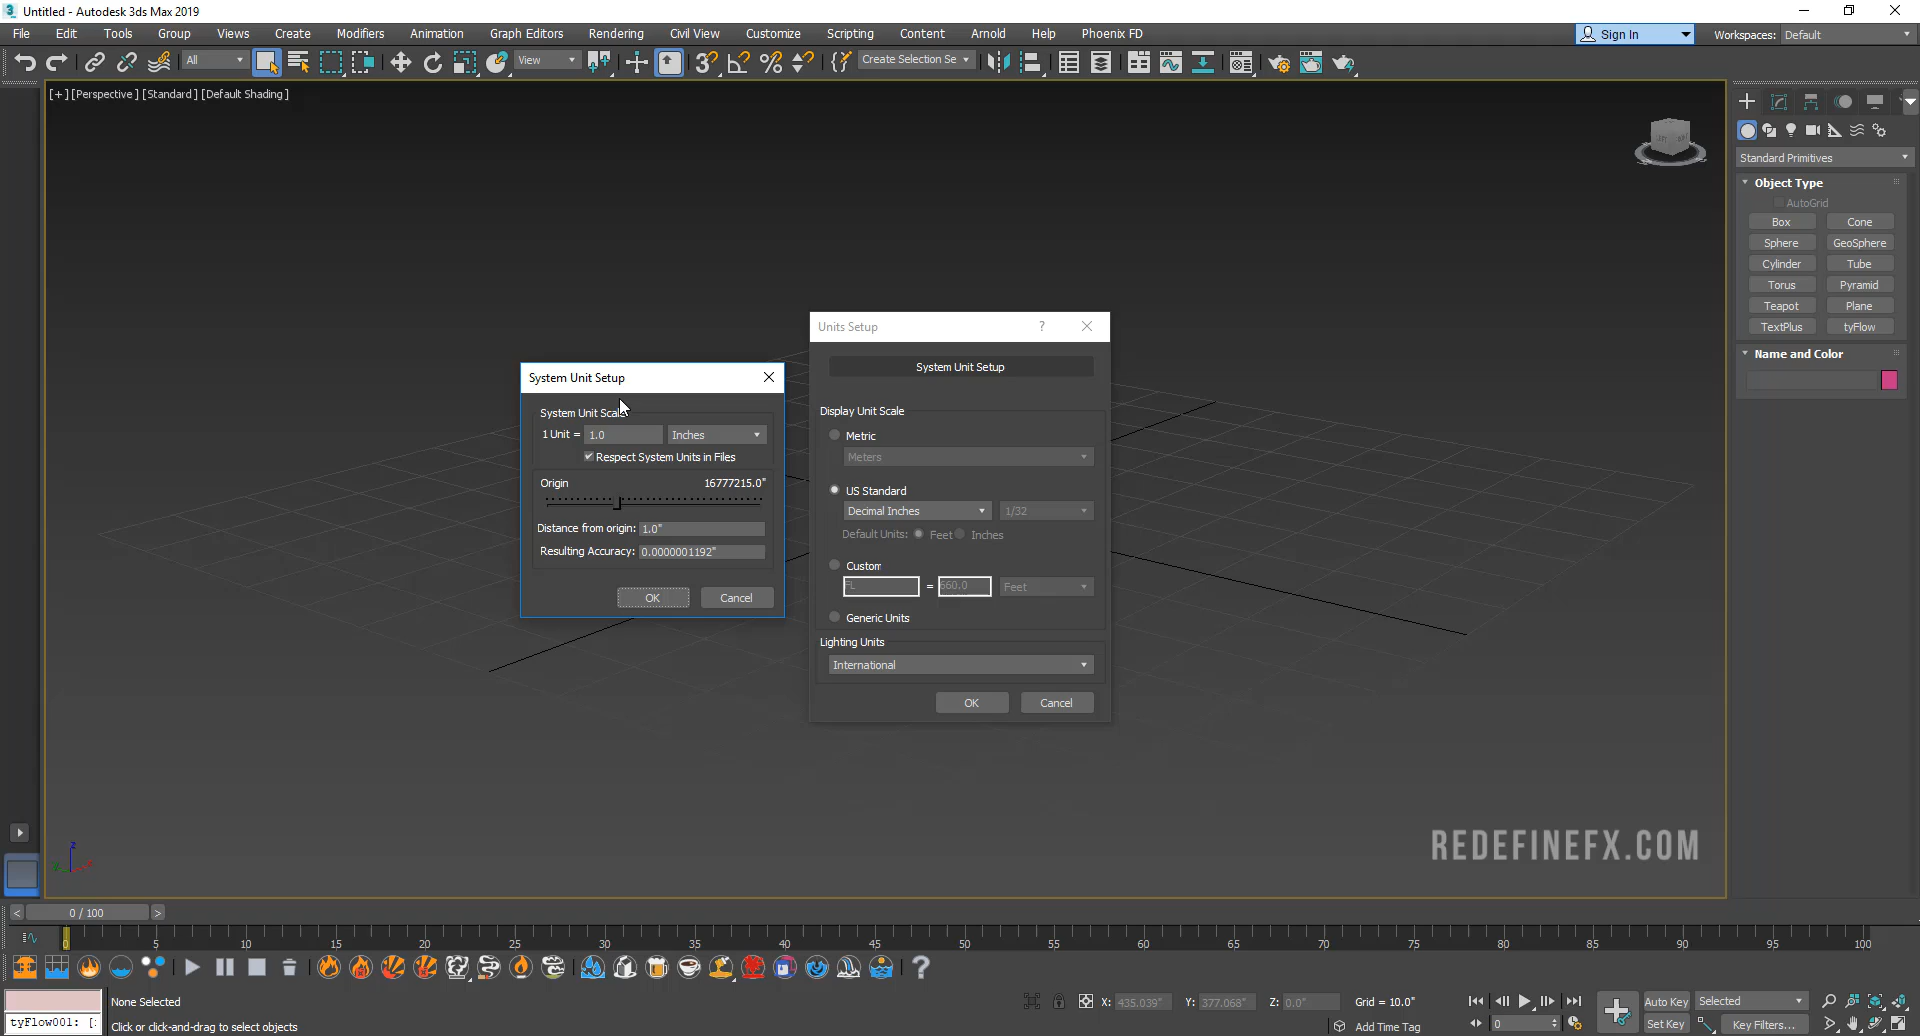 Untitled - Autodesk 3ds Max 2019
File Edit Tools Group Views Create Modifiers Animation Graph Editors Rendering Civil View Customize Scripting Content Arnold Help Phoenix FD
Sign In Workspaces: Default
All View Create Selection Se
[+] [Perspective] [Standard] [Default Shading]
Standard Primitives
Object Type
AutoGrid
Box Cone
Sphere GeoSphere
Cylinder Tube
Torus Pyramid
Teapot Plane
TextPlus tyFlow
Name and Color
Units Setup ?
System Unit Setup
Display Unit Scale
Metric
Meters
US Standard
Decimal Inches 1/32
Default Units: Feet Inches
Custom
FL = 660.0 Feet
Generic Units
Lighting Units
International
OK Cancel
System Unit Setup
System Unit Scale
1 Unit = 1.0 Inches
Respect System Units in Files
Origin 16777215.0"
Distance from origin: 1.0"
Resulting Accuracy: 0.0000001192"
OK Cancel
REDEFINEFX.COM
z
< 0 / 100 >
0 5 10 15 20 25 30 35 40 45 50 55 60 65 70 75 80 85 90 95 100
None Selected X: 435.039" Y: 377.068" Z: 0.0" Grid = 10.0" Auto Key Selected
tyFlow001: [ Click or click-and-drag to select objects Add Time Tag 0 Set Key Key Filters...